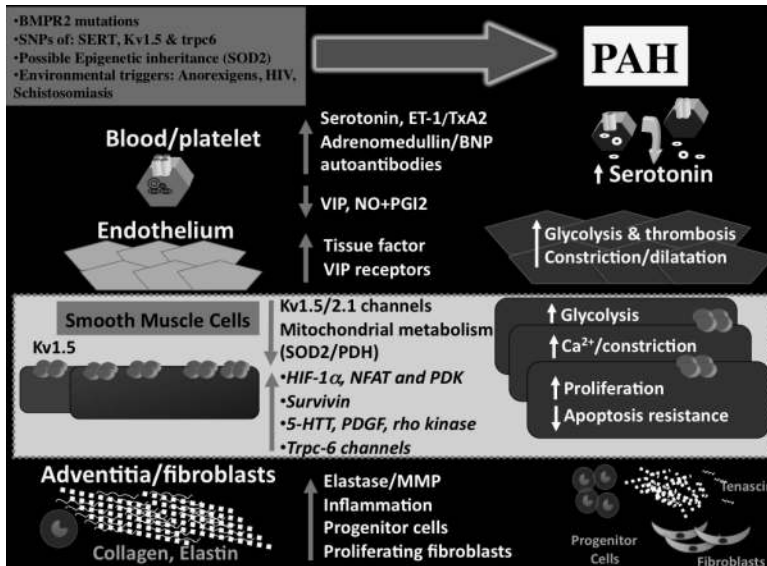 •BMPR2 mutations
•SNPs of: SERT, Kv1.5 & trpc6
•Possible Epigenetic inheritance (SOD2)
•Environmental triggers: Anorexigens, HIV,
Schistosomiasis
PAH
Blood/platelet
Serotonin, ET-1/TxA2
Adrenomedullin/BNP
autoantibodies
VIP, NO+PGI2
Serotonin
Endothelium
Tissue factor
VIP receptors
Glycolysis & thrombosis
Constriction/dilatation
Smooth Muscle Cells
Kv1.5
Kv1.5/2.1 channels
Mitochondrial metabolism
(SOD2/PDH)
•HIF-1α, NFAT and PDK
•Survivin
•5-HTT, PDGF, rho kinase
•Trpc-6 channels
Glycolysis
Ca²⁺/constriction
Proliferation
Apoptosis resistance
Adventitia/fibroblasts
Collagen, Elastin
Elastase/MMP
Inflammation
Progenitor cells
Proliferating fibroblasts
Progenitor
Cells
Tenascin
Fibroblasts